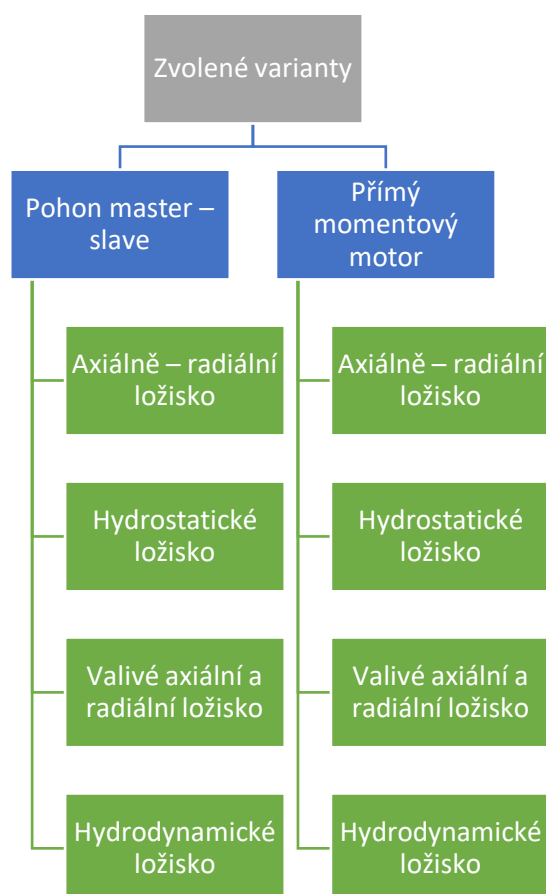 Zvolené varianty
Pohon master –
slave
Přímý
momentový
motor
Axiálně – radiální
ložisko
Axiálně – radiální
ložisko
Hydrostatické
ložisko
Hydrostatické
ložisko
Valivé axiální a
radiální ložisko
Valivé axiální a
radiální ložisko
Hydrodynamické
ložisko
Hydrodynamické
ložisko